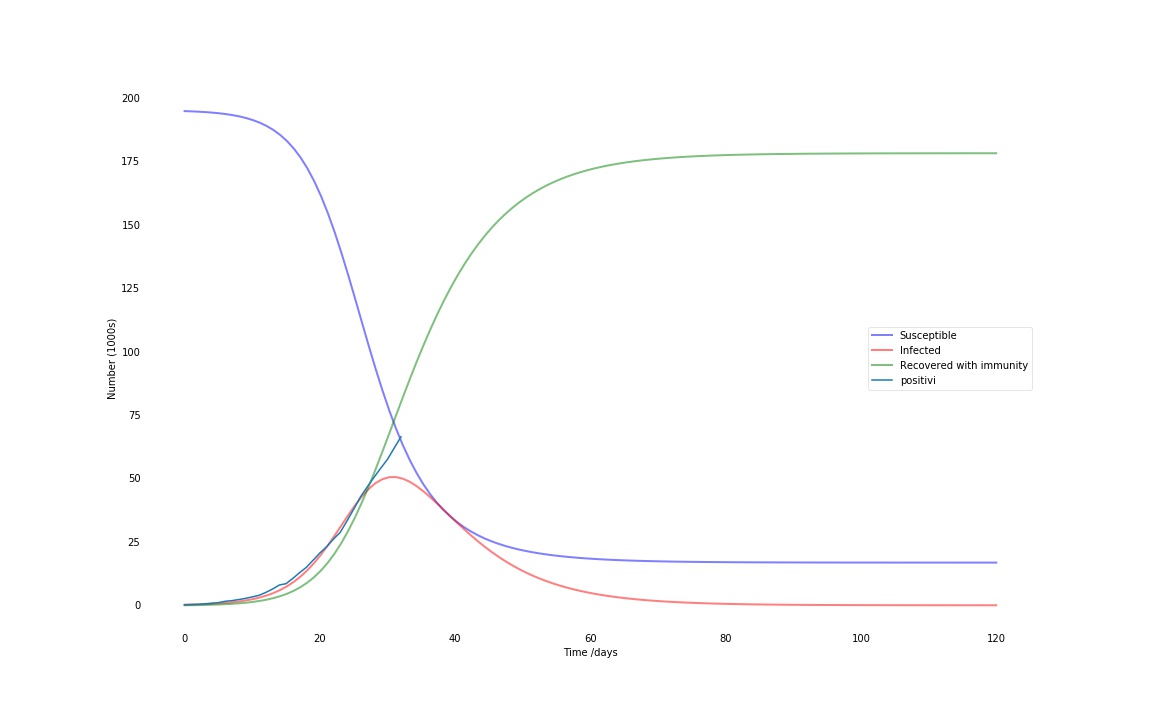 200
175
150
125
100
75
50
25
0
Number (1000s)
0 20 40 60 80 100 120
Time /days
Susceptible
Infected
Recovered with immunity
positivi